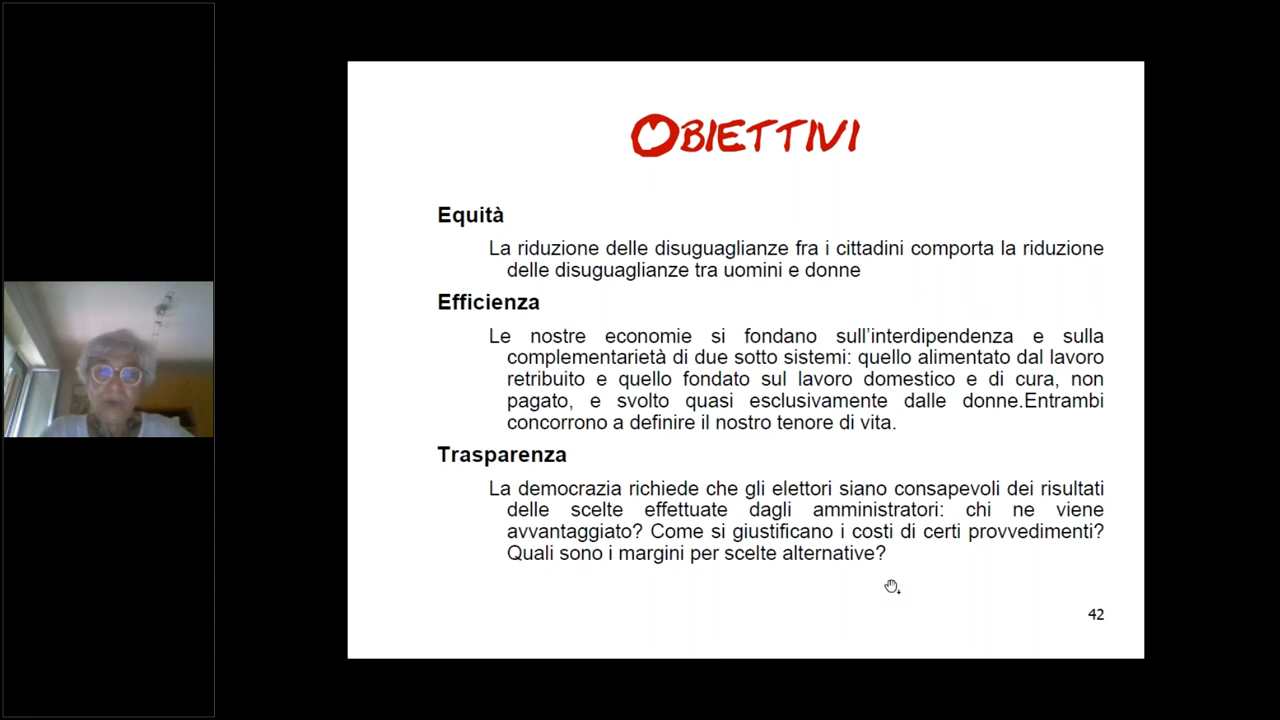 OBIETTIVI
Equità
La riduzione delle disuguaglianze fra i cittadini comporta la riduzione
delle disuguaglianze tra uomini e donne
Efficienza
Le nostre economie si fondano sull'interdipendenza e sulla
complementarietà di due sotto sistemi: quello alimentato dal lavoro
retribuito e quello fondato sul lavoro domestico e di cura, non
pagato, e svolto quasi esclusivamente dalle donne.Entrambi
concorrono a definire il nostro tenore di vita.
Trasparenza
La democrazia richiede che gli elettori siano consapevoli dei risultati
delle scelte effettuate dagli amministratori: chi ne viene
avvantaggiato? Come si giustificano i costi di certi provvedimenti?
Quali sono i margini per scelte alternative?
42